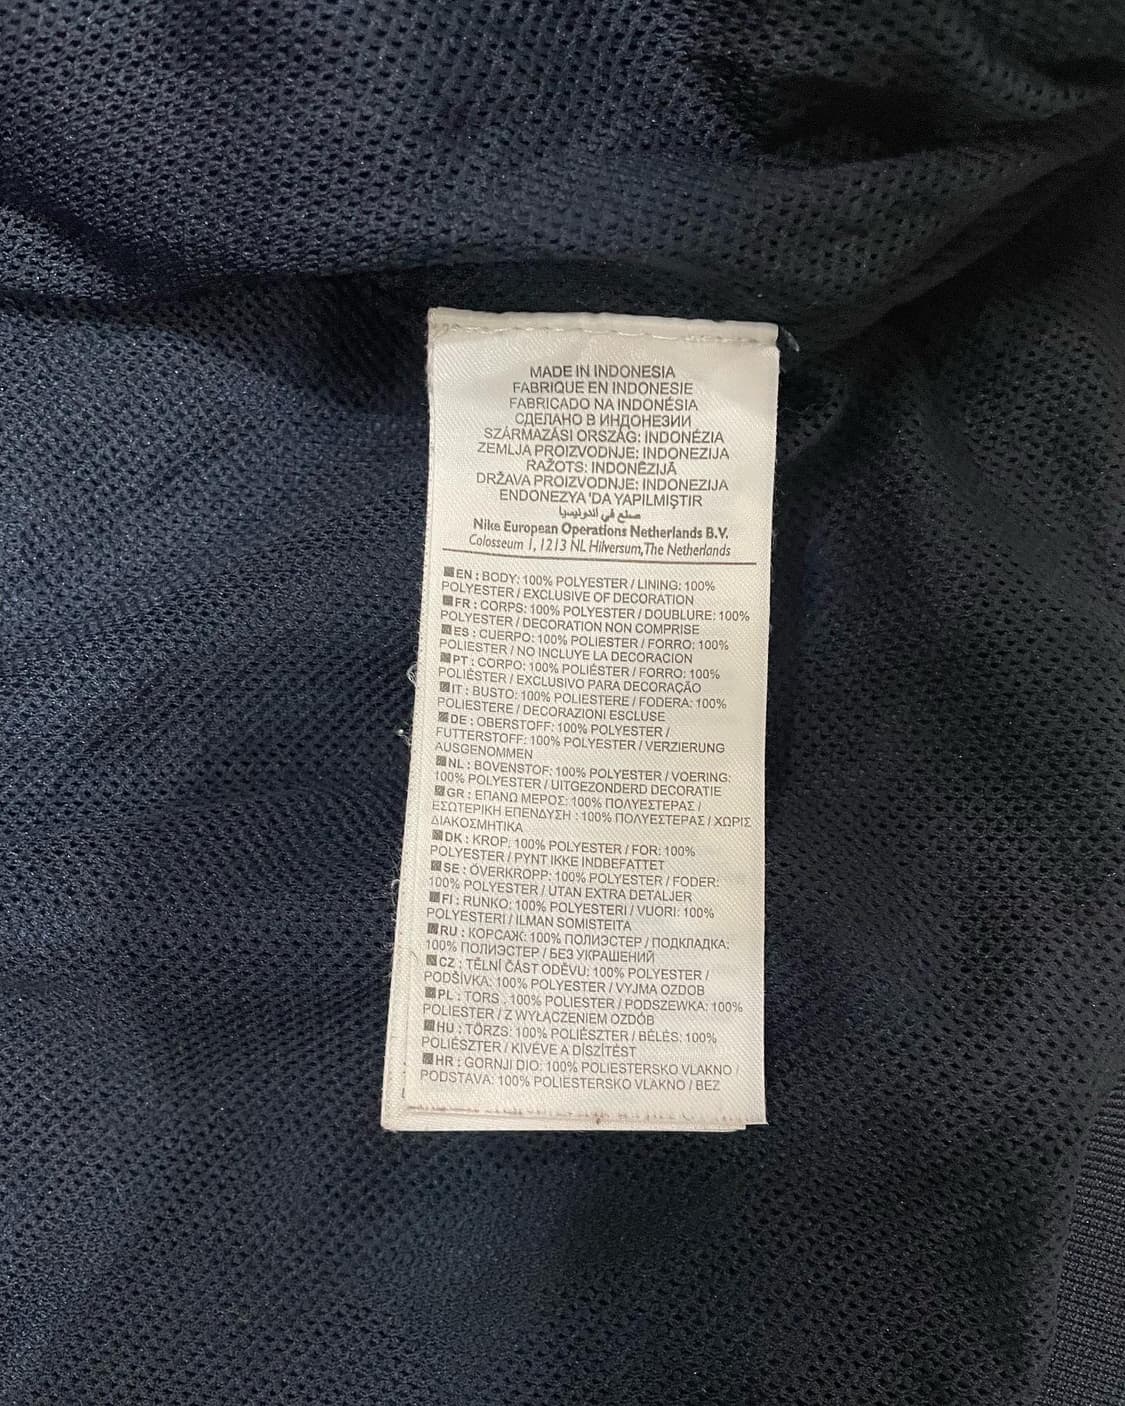 MADE IN INDONESIA
FABRIQUE EN INDONESIE
FABRICADO NA INDONÉSIA
СДЕЛАНО В ИНДОНЕЗИИ
SZÁRMAZÁSI ORSZÁG: INDONÉZIA
ZEMLJA PROIZVODNJE: INDONEZIJA
RAŽOTS: INDONĒZIJĀ
DRŽAVA PROIZVODNJE: INDONEZIJA
ENDONEZYA 'DA YAPILMIŞTIR
صنع في اندونيسيا
Nike European Operations Netherlands B.V.
Colosseum 1, 1213 NL Hilversum, The Netherlands
EN : BODY: 100% POLYESTER / LINING: 100%
POLYESTER / EXCLUSIVE OF DECORATION
FR : CORPS: 100% POLYESTER / DOUBLURE: 100%
POLYESTER / DECORATION NON COMPRISE
ES : CUERPO: 100% POLIESTER / FORRO: 100%
POLIESTER / NO INCLUYE LA DECORACION
PT : CORPO: 100% POLIÉSTER / FORRO: 100%
POLIÉSTER / EXCLUSIVO PARA DECORAÇÃO
IT : BUSTO: 100% POLIESTERE / FODERA: 100%
POLIESTERE / DECORAZIONI ESCLUSE
DE : OBERSTOFF: 100% POLYESTER /
FUTTERSTOFF: 100% POLYESTER / VERZIERUNG
AUSGENOMMEN
NL : BOVENSTOF: 100% POLYESTER / VOERING:
100% POLYESTER / UITGEZONDERD DECORATIE
GR : ΕΠΑΝΩ ΜΕΡΟΣ: 100% ΠΟΛΥΕΣΤΕΡΑΣ /
ΕΣΩΤΕΡΙΚΗ ΕΠΕΝΔΥΣΗ : 100% ΠΟΛΥΕΣΤΕΡΑΣ / ΧΩΡΙΣ
ΔΙΑΚΟΣΜΗΤΙΚΑ
DK : KROP: 100% POLYESTER / FOR: 100%
POLYESTER / PYNT IKKE INDBEFATTET
SE : ÖVERKROPP: 100% POLYESTER / FODER:
100% POLYESTER / UTAN EXTRA DETALJER
FI : RUNKO: 100% POLYESTERI / VUORI: 100%
POLYESTERI / ILMAN SOMISTEITA
RU : КОРСАЖ: 100% ПОЛИЭСТЕР / ПОДКЛАДКА:
100% ПОЛИЭСТЕР / БЕЗ УКРАШЕНИЙ
CZ : TĚLNÍ ČÁST ODĚVU: 100% POLYESTER /
PODŠÍVKA: 100% POLYESTER / VYJMA OZDOB
PL : TORS : 100% POLIESTER / PODSZEWKA: 100%
POLIESTER / Z WYŁĄCZENIEM OZDÓB
HU : TÖRZS: 100% POLIÉSZTER / BÉLÉS: 100%
POLIÉSZTER / KIVÉVE A DÍSZÍTÉST
HR : GORNJI DIO: 100% POLIESTERSKO VLAKNO /
PODSTAVA: 100% POLIESTERSKO VLAKNO / BEZ